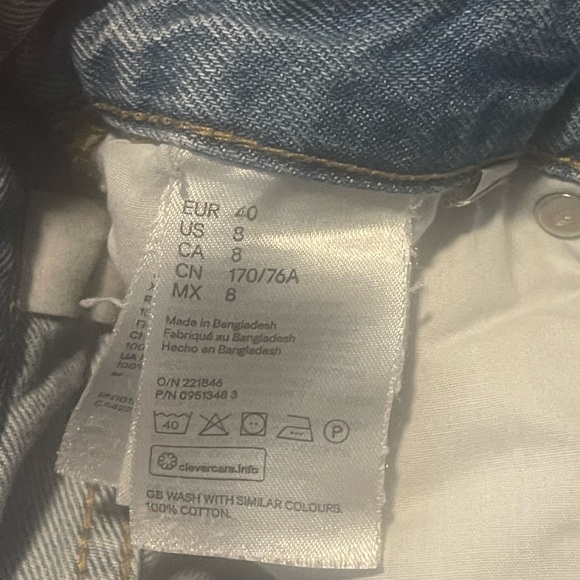 EUR 40
US 8
CA 8
CN 170/76A
MX 8
Made in Bangladesh
Fabriqué au Bangladesh
Hecho en Bangladesh
O/N 221846
P/N 0951348 3
40
P
clevercare.info
GB WASH WITH SIMILAR COLOURS.
100% COTTON.